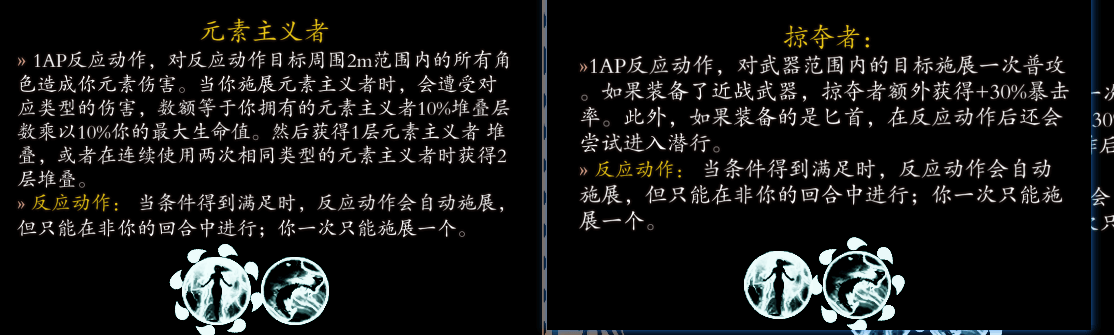 元素主义者
» 1AP反应动作，对反应动作目标周围2m范围内的所有角
色造成你元素伤害。当你施展元素主义者时，会遭受对
应类型的伤害，数额等于你拥有的元素主义者10%堆叠层
数乘以10%你的最大生命值。然后获得1层元素主义者 堆
叠，或者在连续使用两次相同类型的元素主义者时获得2
层堆叠。
» 反应动作： 当条件得到满足时，反应动作会自动施展，
但只能在非你的回合中进行；你一次只能施展一个。
掠夺者：
»1AP反应动作，对武器范围内的目标施展一次普攻
。如果装备了近战武器，掠夺者额外获得+30%暴击
率。此外，如果装备的是匕首，在反应动作后还会
尝试进入潜行。
» 反应动作： 当条件得到满足时，反应动作会自动
施展，但只能在非你的回合中进行；你一次只能施
展一个。